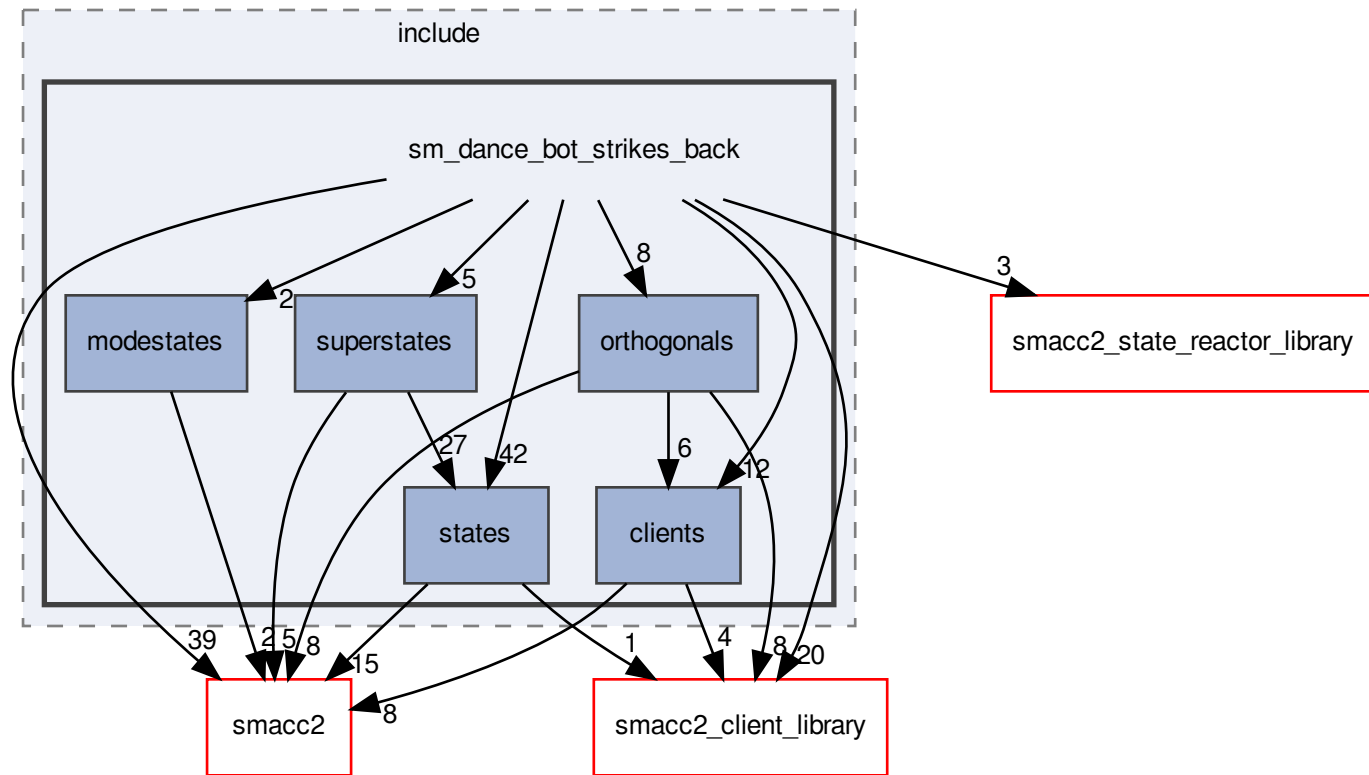 include
sm_dance_bot_strikes_back
8
3
2
5
modestates
superstates
orthogonals
smacc2_state_reactor_library
27
42
6
12
states
clients
39
2
5
8
15
8
1
4
8
20
smacc2
smacc2_client_library